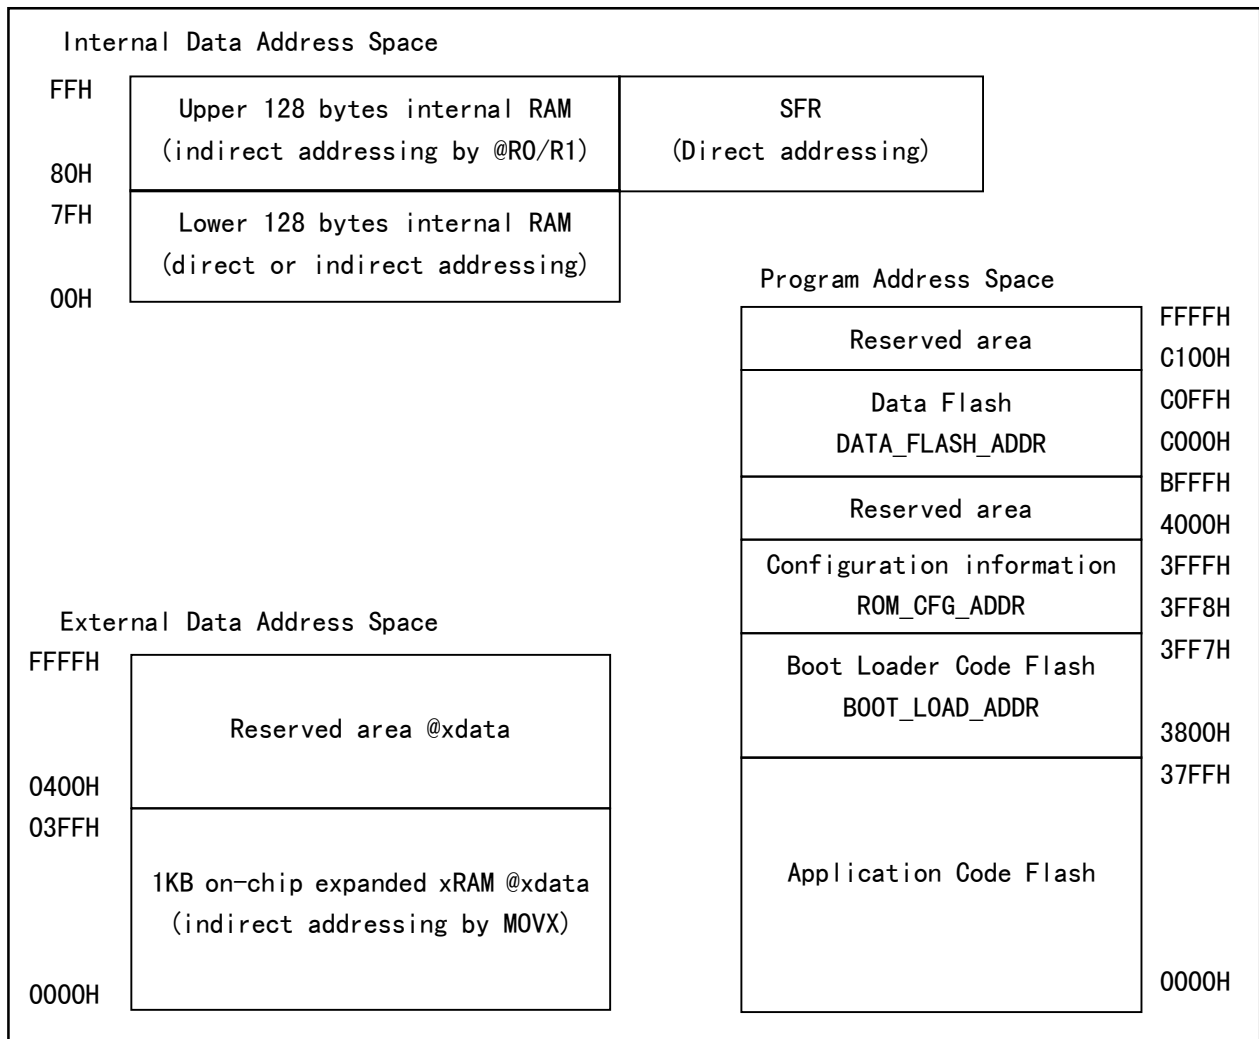 Internal Data Address Space
FFH
Upper 128 bytes internal RAM
(indirect addressing by @R0/R1)
80H
SFR
(Direct addressing)
7FH
Lower 128 bytes internal RAM
(direct or indirect addressing)
00H
Program Address Space
FFFFH
Reserved area
C100H
Data Flash
C0FFH
DATA_FLASH_ADDR
C000H
BFFFH
Reserved area
4000H
Configuration information
3FFFH
ROM_CFG_ADDR
3FF8H
Boot Loader Code Flash
3FF7H
BOOT_LOAD_ADDR
3800H
37FFH
Application Code Flash
0000H
External Data Address Space
FFFFH
Reserved area @xdata
0400H
03FFH
1KB on-chip expanded xRAM @xdata
(indirect addressing by MOVX)
0000H